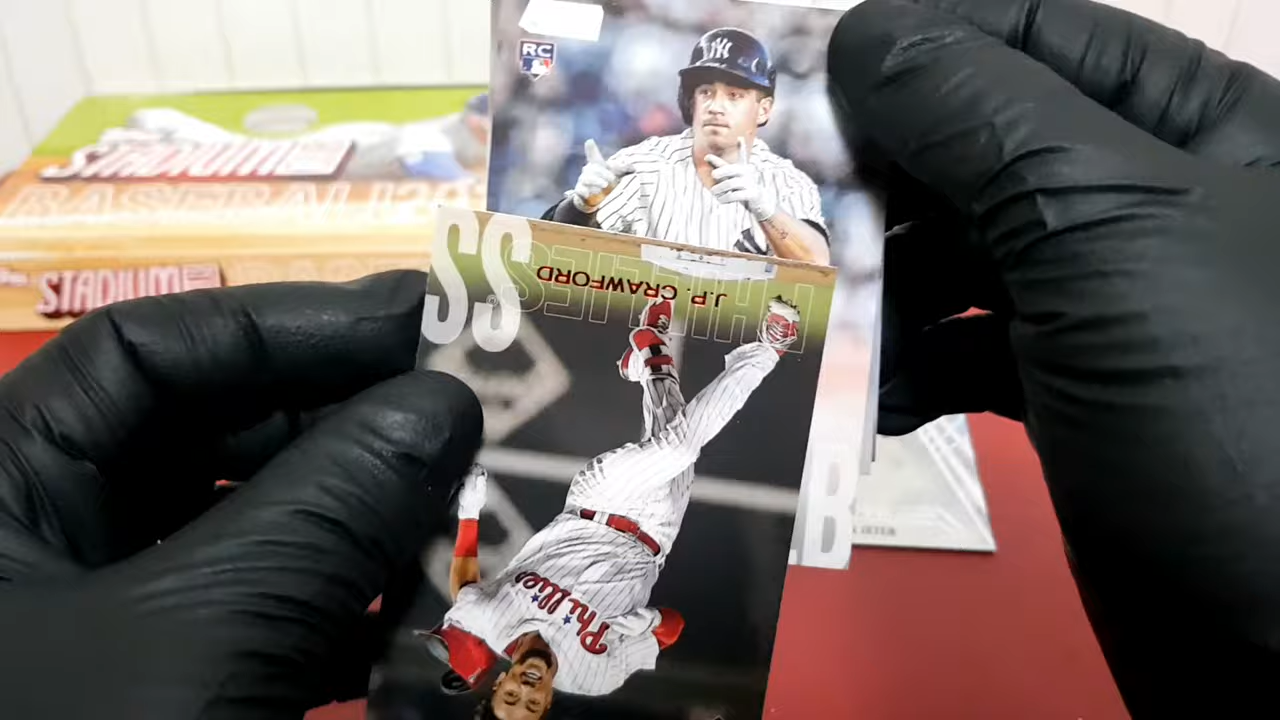 RC
NY
STADIUM
BASEBALL
STADIUM
SS
J.P. CRAWFORD
PHILLIES
Phillies
B